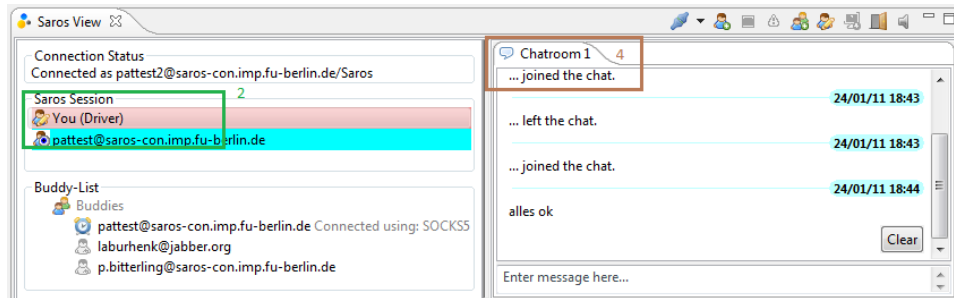 Saros View
Connection Status
Connected as pattest2@saros-con.imp.fu-berlin.de/Saros
Saros Session
2
You (Driver)
pattest@saros-con.imp.fu-berlin.de
Buddy-List
Buddies
pattest@saros-con.imp.fu-berlin.de Connected using: SOCKS5
laburhenk@jabber.org
p.bitterling@saros-con.imp.fu-berlin.de
Chatroom 1
4
... joined the chat.
24/01/11 18:43
... left the chat.
24/01/11 18:43
... joined the chat.
24/01/11 18:44
alles ok
Clear
Enter message here...